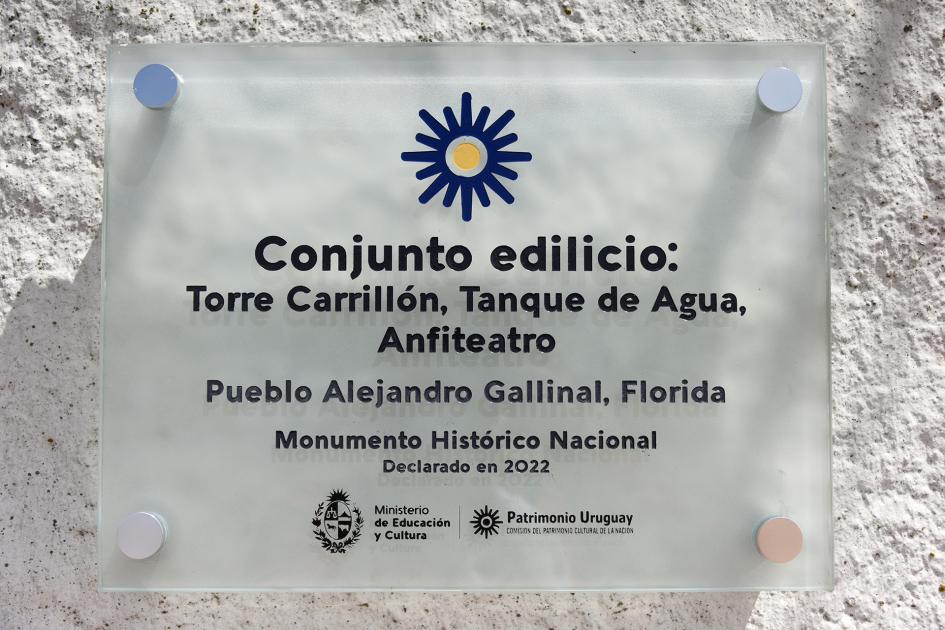 Conjunto edilicio:
Torre Carrillón, Tanque de Agua,
Anfiteatro
Pueblo Alejandro Gallinal, Florida
Monumento Histórico Nacional
Declarado en 2022
Ministerio
de Educación
y Cultura
Patrimonio Uruguay
COMISIÓN DEL PATRIMONIO CULTURAL DE LA NACIÓN